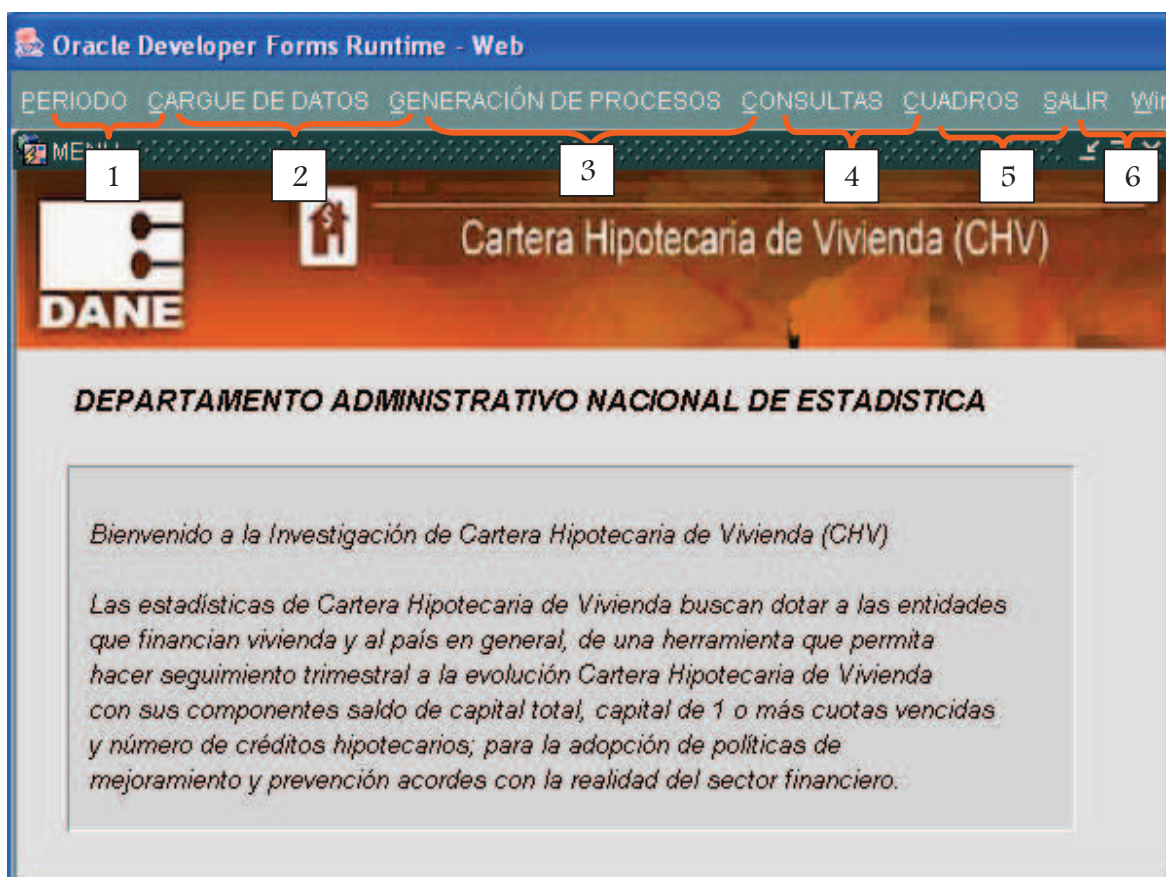 Oracle Developer Forms Runtime - Web
PERIODO CARGUE DE DATOS GENERACIÓN DE PROCESOS CONSULTAS CUADROS SALIR
MENU
1 2 3 4 5 6
$
Cartera Hipotecaria de Vivienda (CHV)
DANE
DEPARTAMENTO ADMINISTRATIVO NACIONAL DE ESTADISTICA
Bienvenido a la Investigación de Cartera Hipotecaria de Vivienda (CHV)
Las estadísticas de Cartera Hipotecaria de Vivienda buscan dotar a las entidades
que financian vivienda y al país en general, de una herramienta que permita
hacer seguimiento trimestral a la evolución Cartera Hipotecaria de Vivienda
con sus componentes saldo de capital total, capital de 1 o más cuotas vencidas
y número de créditos hipotecarios; para la adopción de políticas de
mejoramiento y prevención acordes con la realidad del sector financiero.